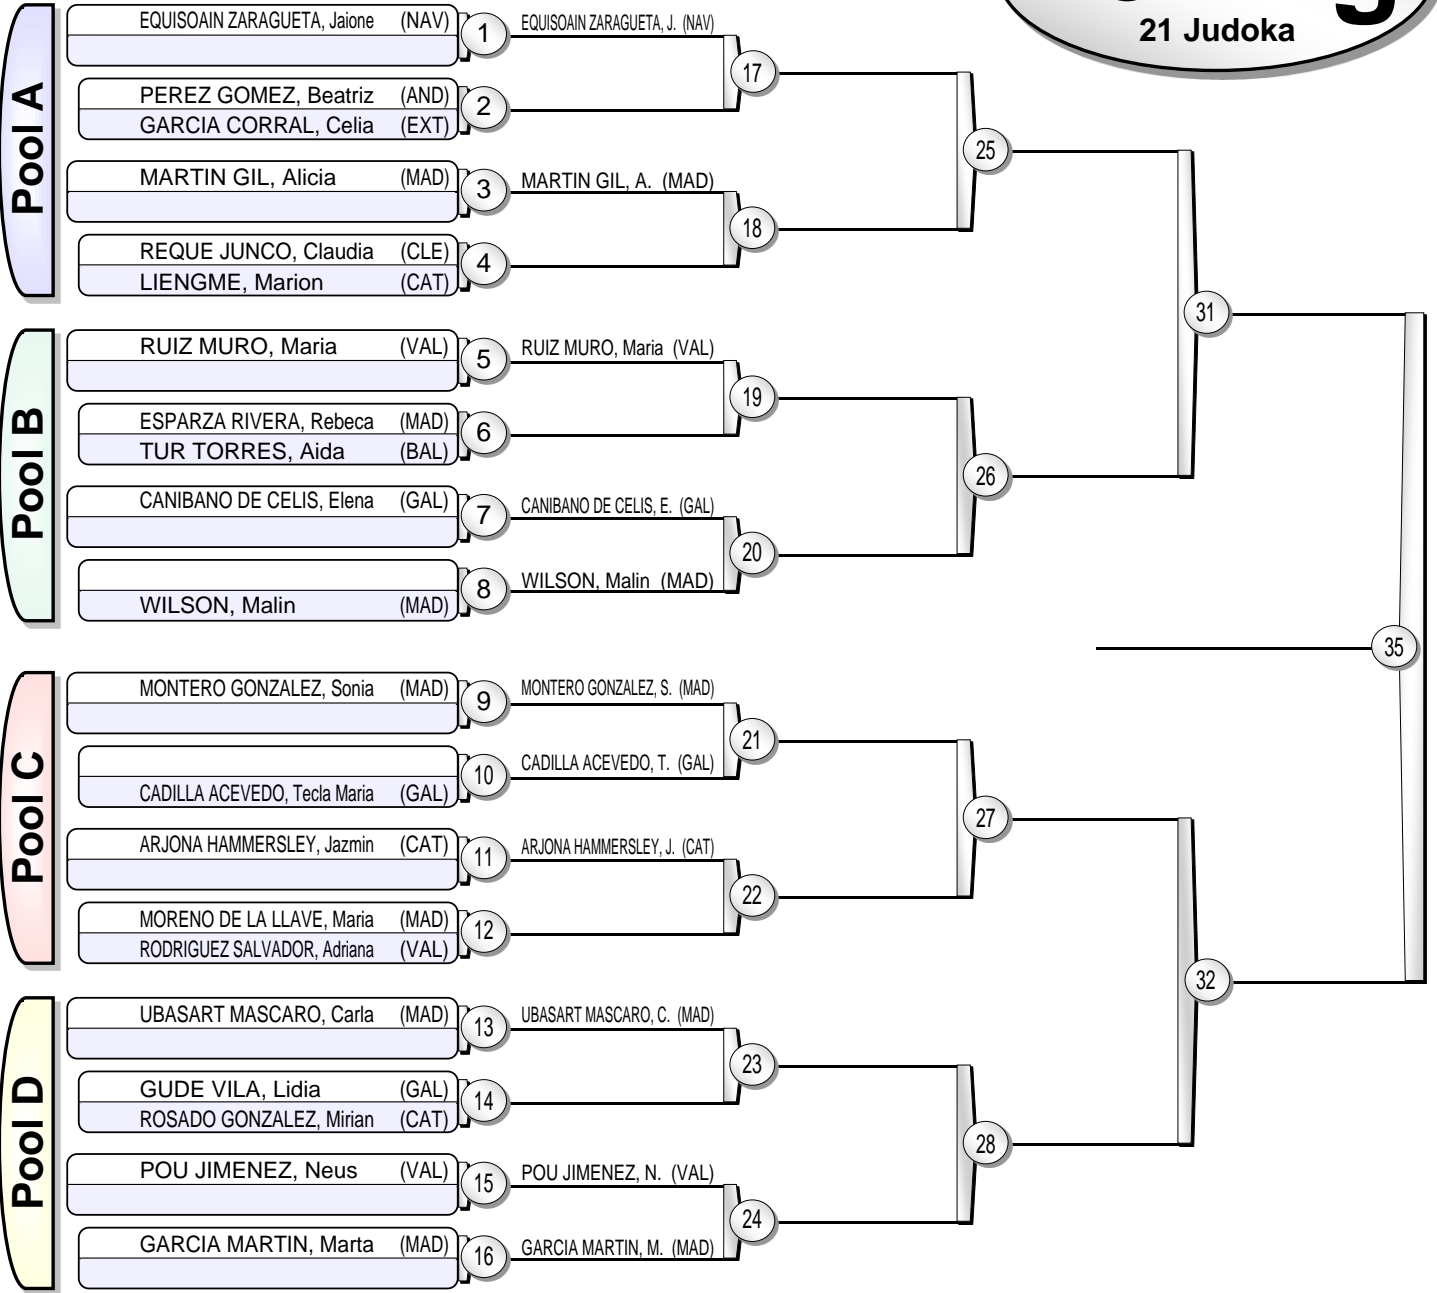 21 Judoka
Pool A
EQUISOAIN ZARAGUETA, Jaione (NAV) 1 EQUISOAIN ZARAGUETA, J. (NAV)
17
PEREZ GOMEZ, Beatriz (AND)
2
GARCIA CORRAL, Celia (EXT)
25
MARTIN GIL, Alicia (MAD) 3 MARTIN GIL, A. (MAD)
18
REQUE JUNCO, Claudia (CLE)
4
LIENGME, Marion (CAT)
31
Pool B
RUIZ MURO, Maria (VAL) 5 RUIZ MURO, Maria (VAL)
19
ESPARZA RIVERA, Rebeca (MAD)
6
TUR TORRES, Aida (BAL)
26
CANIBANO DE CELIS, Elena (GAL) 7 CANIBANO DE CELIS, E. (GAL)
20
8 WILSON, Malin (MAD)
WILSON, Malin (MAD)
35
Pool C
MONTERO GONZALEZ, Sonia (MAD) 9 MONTERO GONZALEZ, S. (MAD)
21
10 CADILLA ACEVEDO, T. (GAL)
CADILLA ACEVEDO, Tecla Maria (GAL)
27
ARJONA HAMMERSLEY, Jazmin (CAT) 11 ARJONA HAMMERSLEY, J. (CAT)
22
MORENO DE LA LLAVE, Maria (MAD)
12
RODRIGUEZ SALVADOR, Adriana (VAL)
32
Pool D
UBASART MASCARO, Carla (MAD) 13 UBASART MASCARO, C. (MAD)
23
GUDE VILA, Lidia (GAL)
14
ROSADO GONZALEZ, Mirian (CAT)
28
POU JIMENEZ, Neus (VAL) 15 POU JIMENEZ, N. (VAL)
24
GARCIA MARTIN, Marta (MAD) 16 GARCIA MARTIN, M. (MAD)